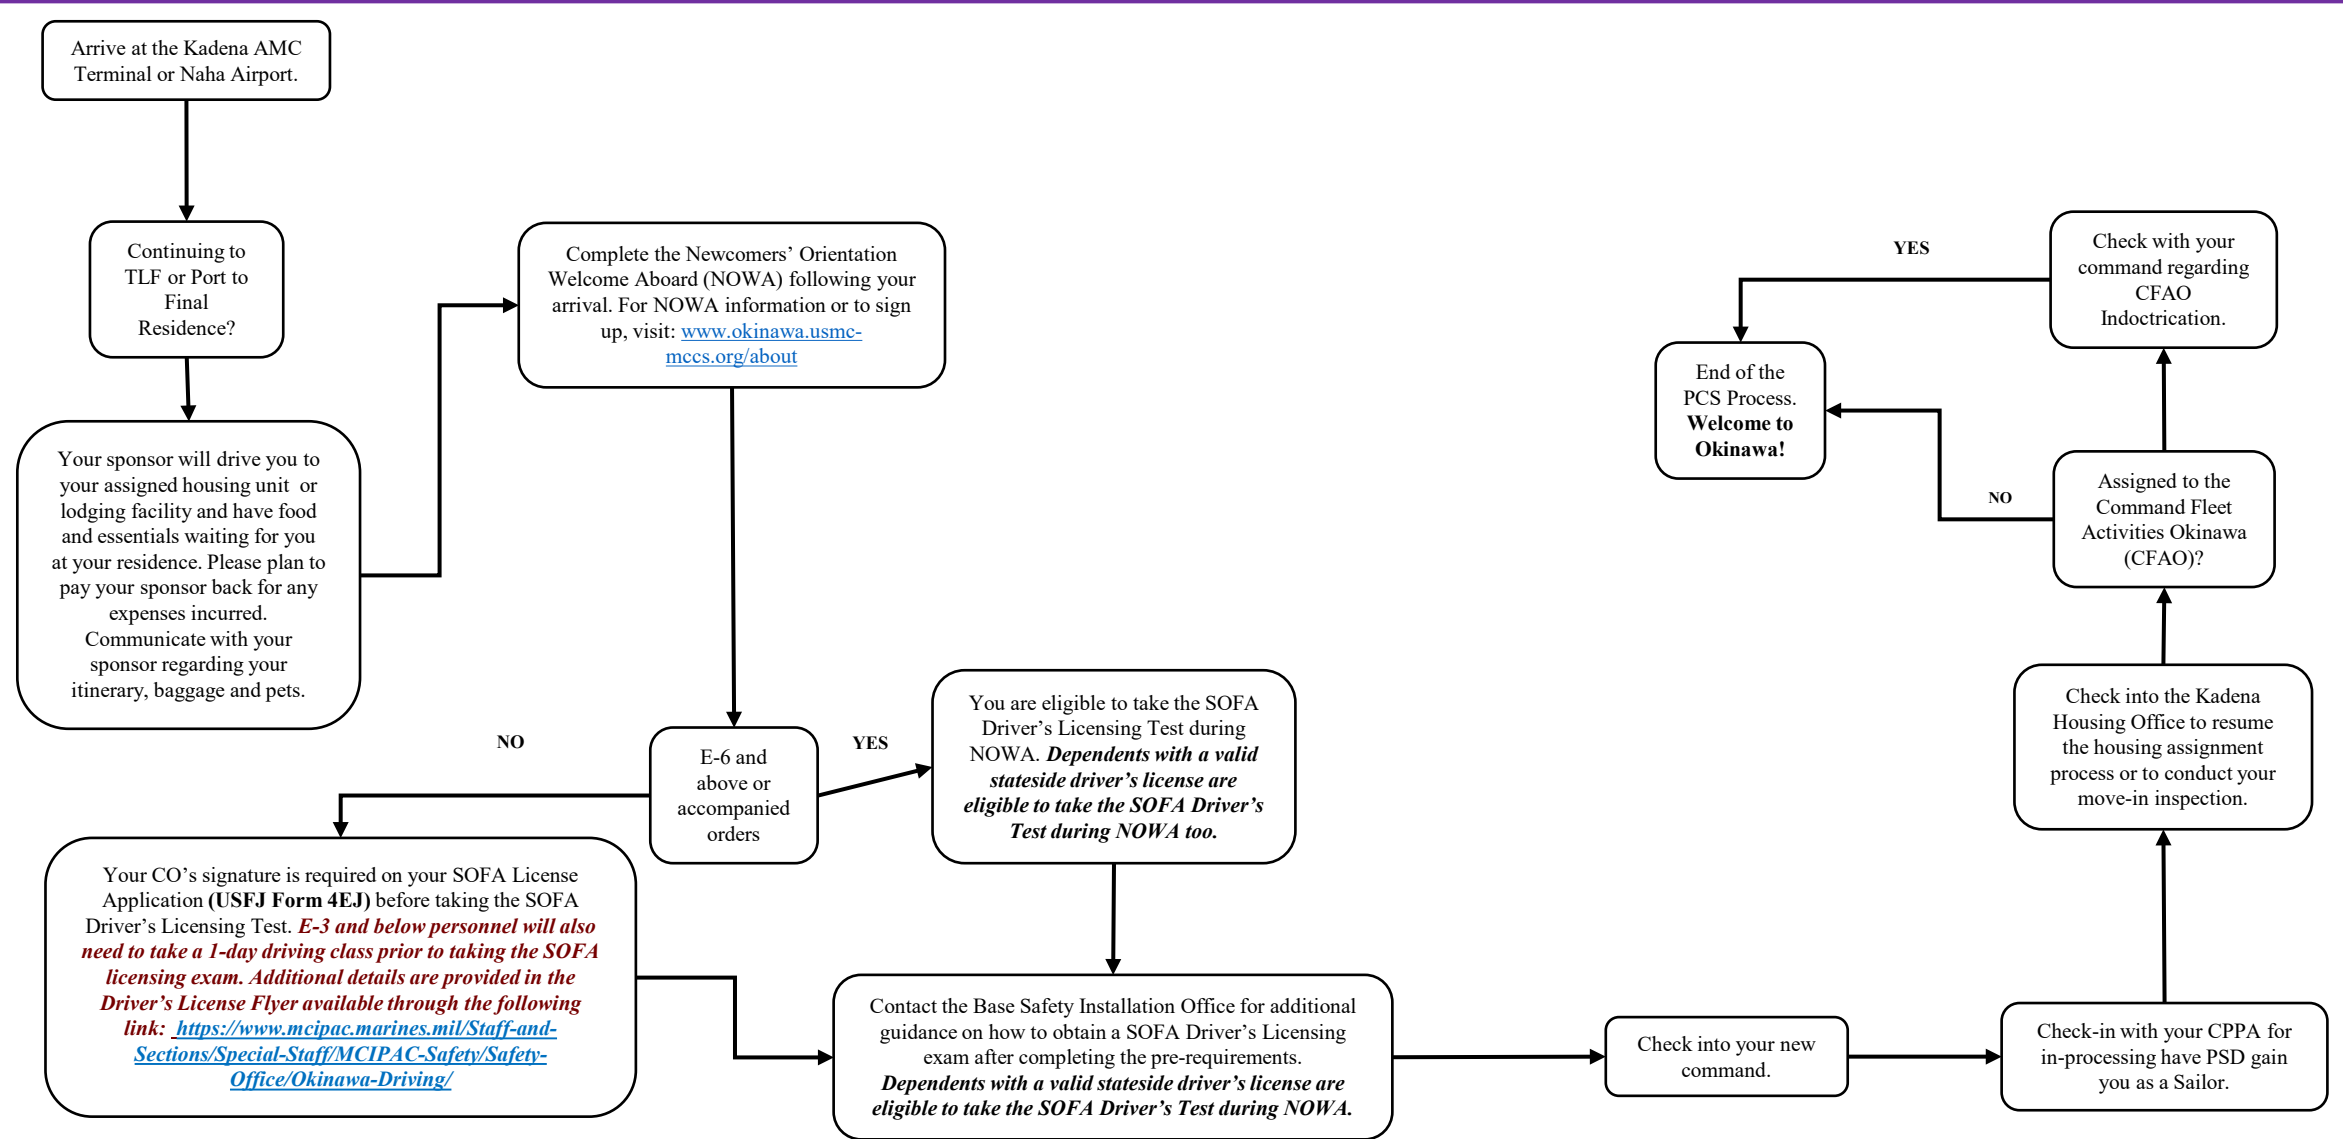 Arrive at the Kadena AMC
Terminal or Naha Airport.
Continuing to
TLF or Port to
Final
Residence?
Your sponsor will drive you to
your assigned housing unit or
lodging facility and have food
and essentials waiting for you
at your residence. Please plan to
pay your sponsor back for any
expenses incurred.
Communicate with your
sponsor regarding your
itinerary, baggage and pets.
Complete the Newcomers’ Orientation
Welcome Aboard (NOWA) following your
arrival. For NOWA information or to sign
up, visit: www.okinawa.usmc-
mccs.org/about
E-6 and
above or
accompanied
orders
NO
YES
Your CO’s signature is required on your SOFA License
Application (USFJ Form 4EJ) before taking the SOFA
Driver’s Licensing Test. E-3 and below personnel will also
need to take a 1-day driving class prior to taking the SOFA
licensing exam. Additional details are provided in the
Driver’s License Flyer available through the following
link: https://www.mcipac.marines.mil/Staff-and-
Sections/Special-Staff/MCIPAC-Safety/Safety-
Office/Okinawa-Driving/
You are eligible to take the SOFA
Driver’s Licensing Test during
NOWA. Dependents with a valid
stateside driver’s license are
eligible to take the SOFA Driver’s
Test during NOWA too.
Contact the Base Safety Installation Office for additional
guidance on how to obtain a SOFA Driver’s Licensing
exam after completing the pre-requirements.
Dependents with a valid stateside driver’s license are
eligible to take the SOFA Driver’s Test during NOWA.
Check into your new
command.
Check-in with your CPPA for
in-processing have PSD gain
you as a Sailor.
Check into the Kadena
Housing Office to resume
the housing assignment
process or to conduct your
move-in inspection.
Assigned to the
Command Fleet
Activities Okinawa
(CFAO)?
NO
Check with your
command regarding
CFAO
Indoctrication.
YES
End of the
PCS Process.
Welcome to
Okinawa!